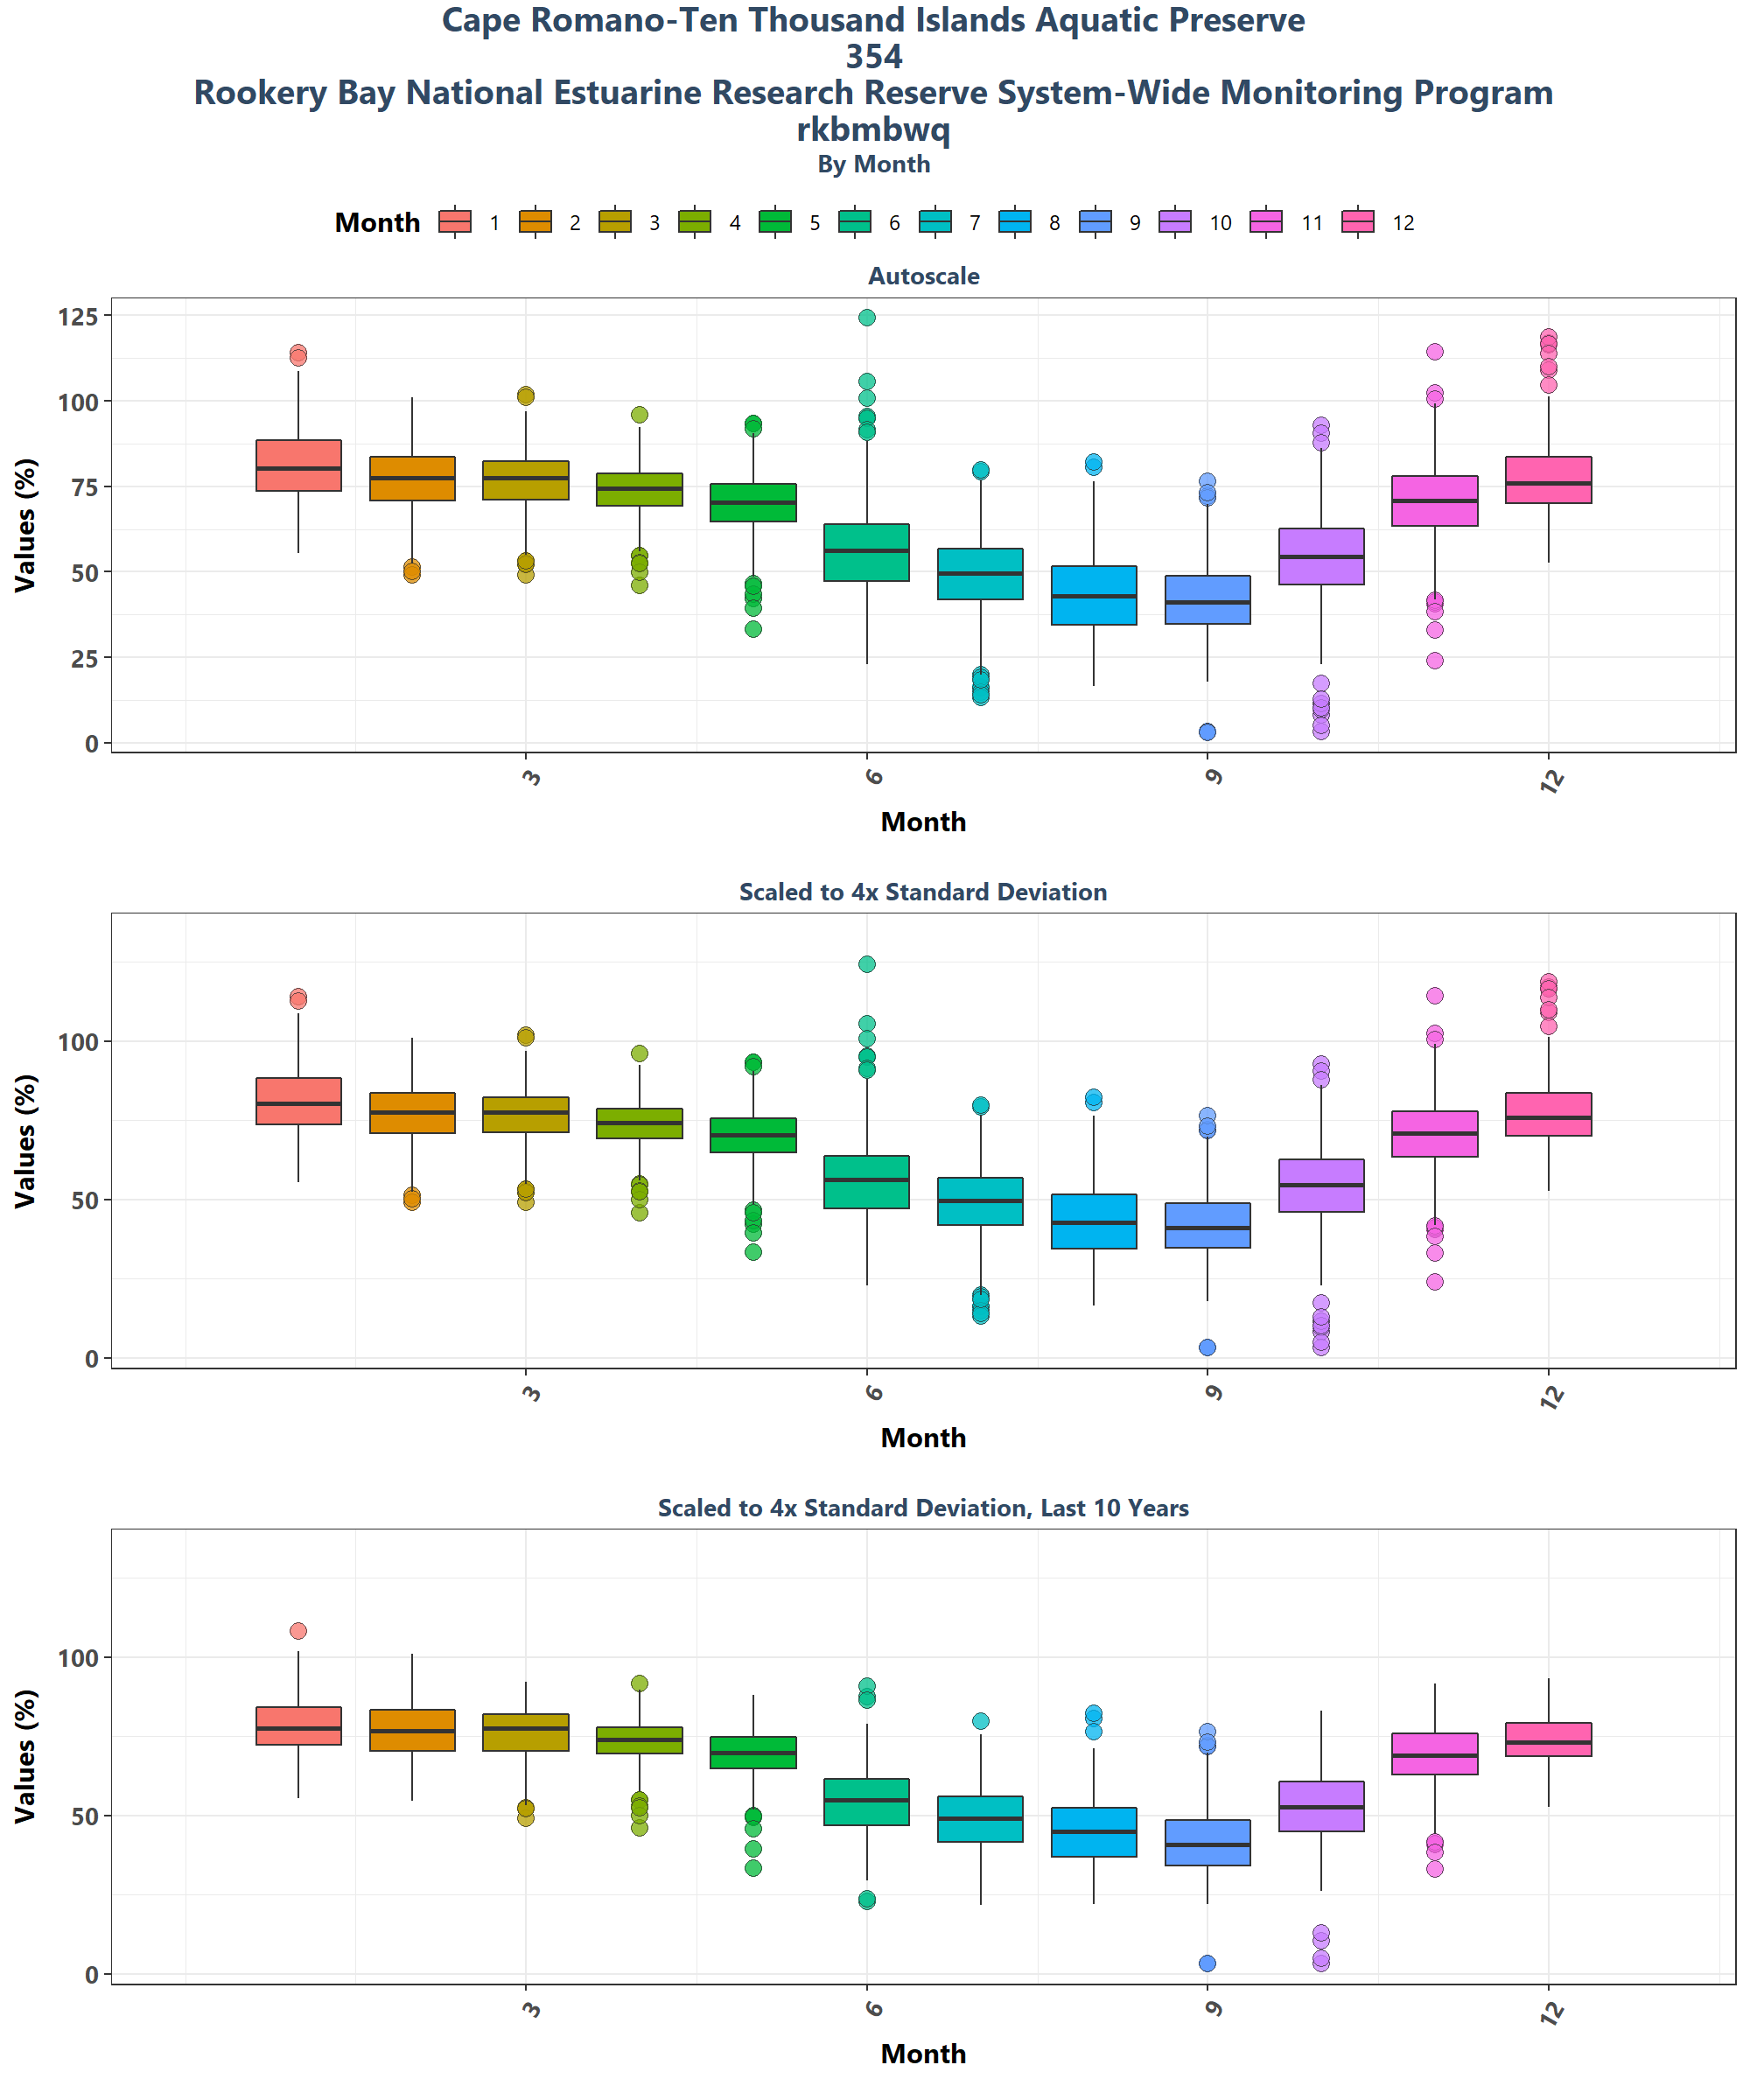 Cape Romano-Ten Thousand Islands Aquatic Preserve
354
Rookery Bay National Estuarine Research Reserve System-Wide Monitoring Program
rkbmbwq
By Month
Month 1 2 3 4 5 6 7 8 9 10 11 12
Autoscale
Values (%)
125
100
75
50
25
0
3 6 9 12
Month
Scaled to 4x Standard Deviation
Values (%)
100
50
0
3 6 9 12
Month
Scaled to 4x Standard Deviation, Last 10 Years
Values (%)
100
50
0
3 6 9 12
Month